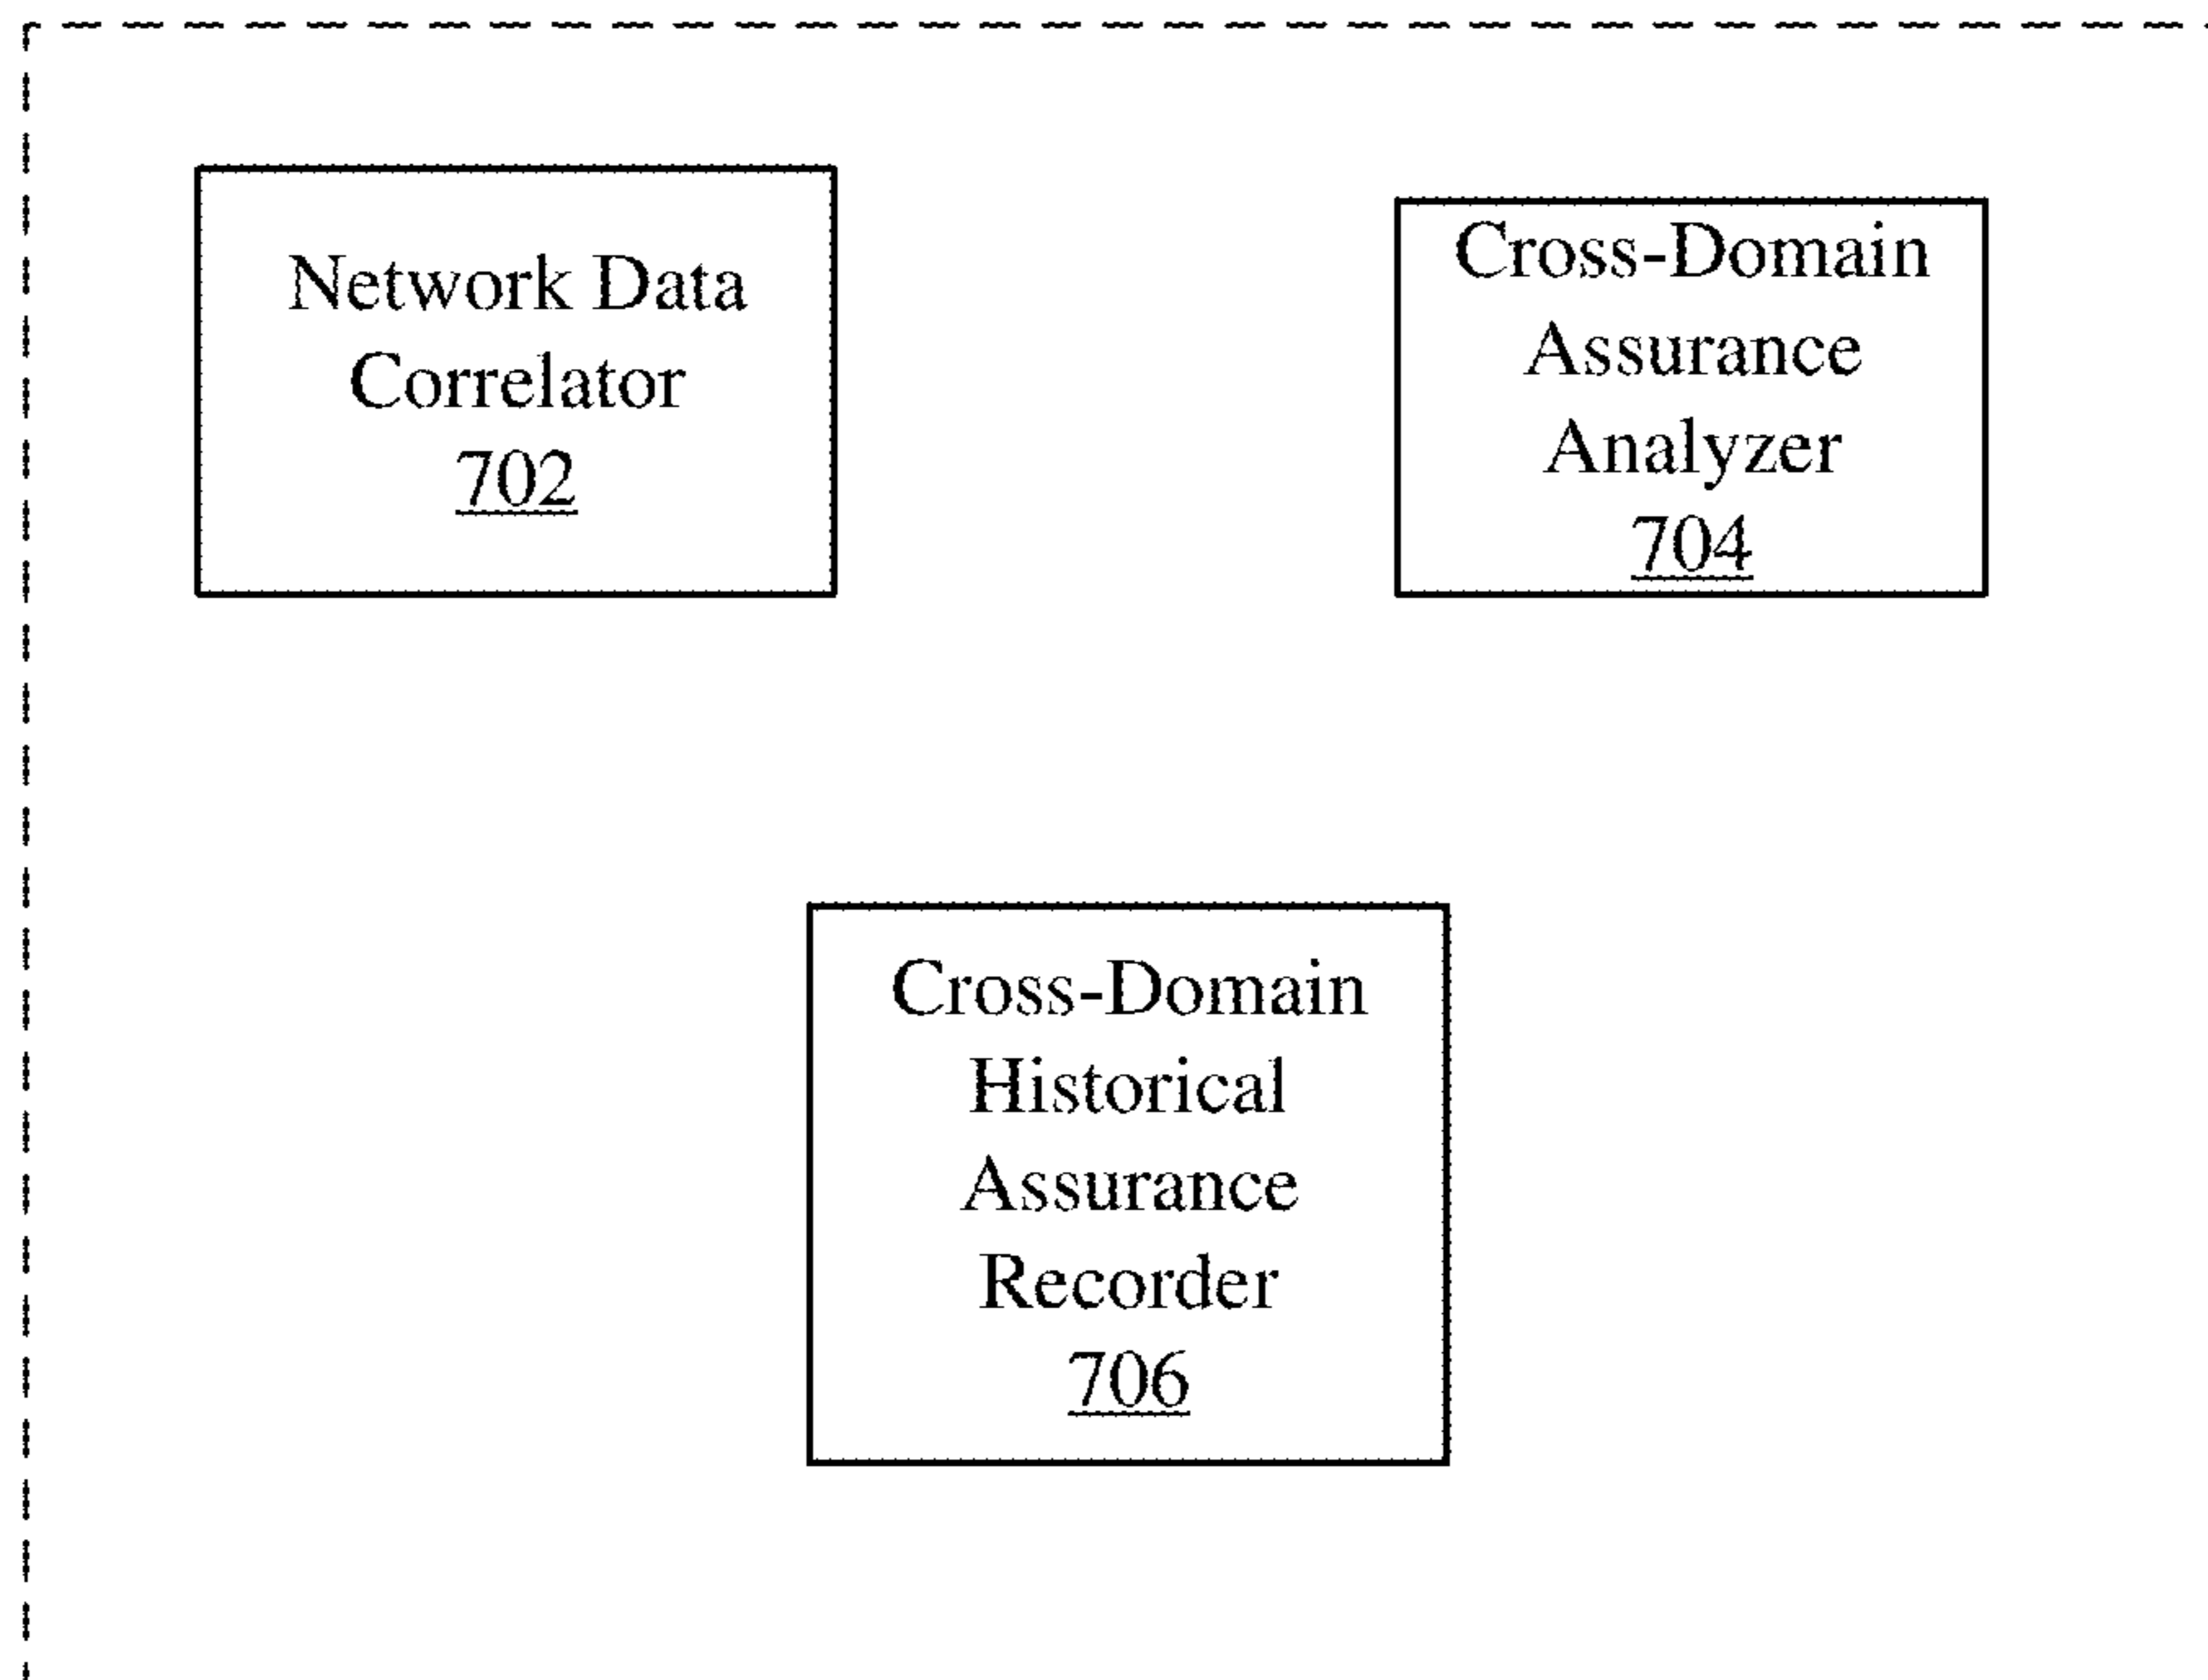 Network Data
Correlator
702
Cross-Domain
Assurance
Analyzer
704
Cross-Domain
Historical
Assurance
Recorder
706